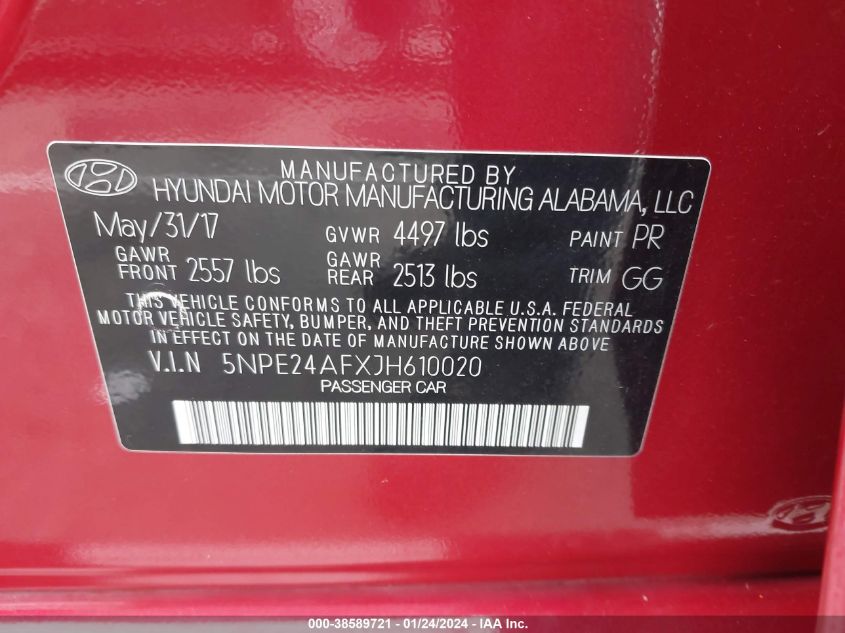 MANUFACTURED BY
HYUNDAI MOTOR MANUFACTURING ALABAMA, LLC
May/31/17 GVWR 4497 lbs PAINT PR
GAWR FRONT 2557 lbs GAWR REAR 2513 lbs TRIM GG
THIS VEHICLE CONFORMS TO ALL APPLICABLE U.S.A. FEDERAL
MOTOR VEHICLE SAFETY, BUMPER, AND THEFT PREVENTION STANDARDS
IN EFFECT ON THE DATE OF MANUFACTURE SHOWN ABOVE
V.I.N 5NPE24AFXJH610020
PASSENGER CAR
000-38589721 - 01/24/2024 - IAA Inc.